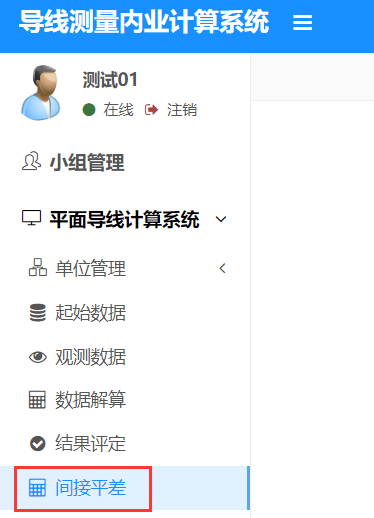 导线测量内业计算系统
测试01
在线 注销
小组管理
平面导线计算系统
单位管理
起始数据
观测数据
数据解算
结果评定
间接平差